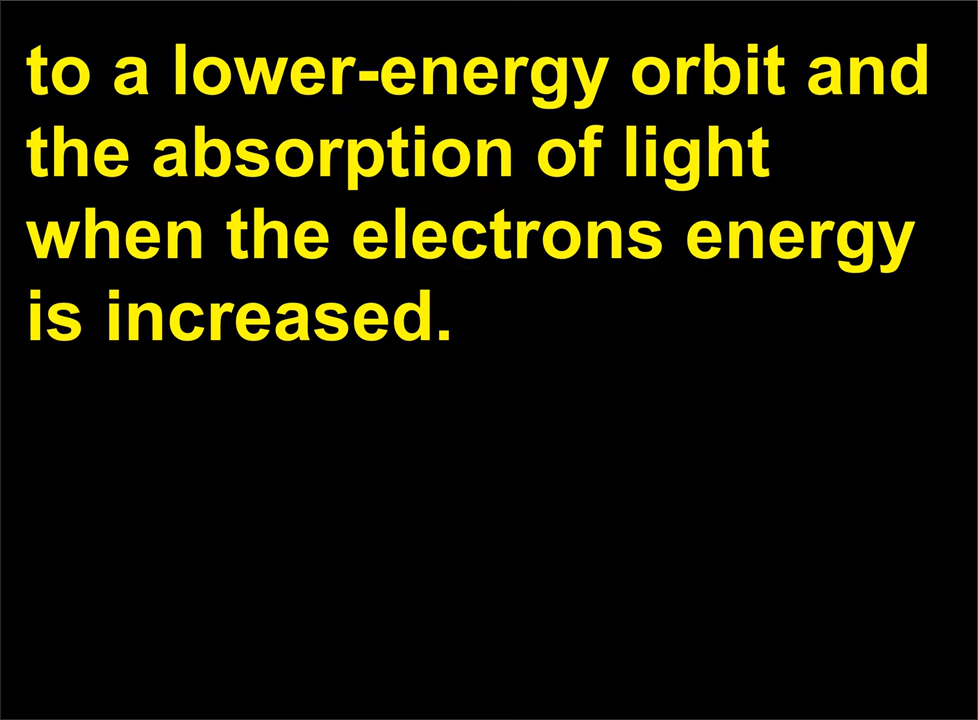 to a lower-energy orbit and
the absorption of light
when the electrons energy
is increased.